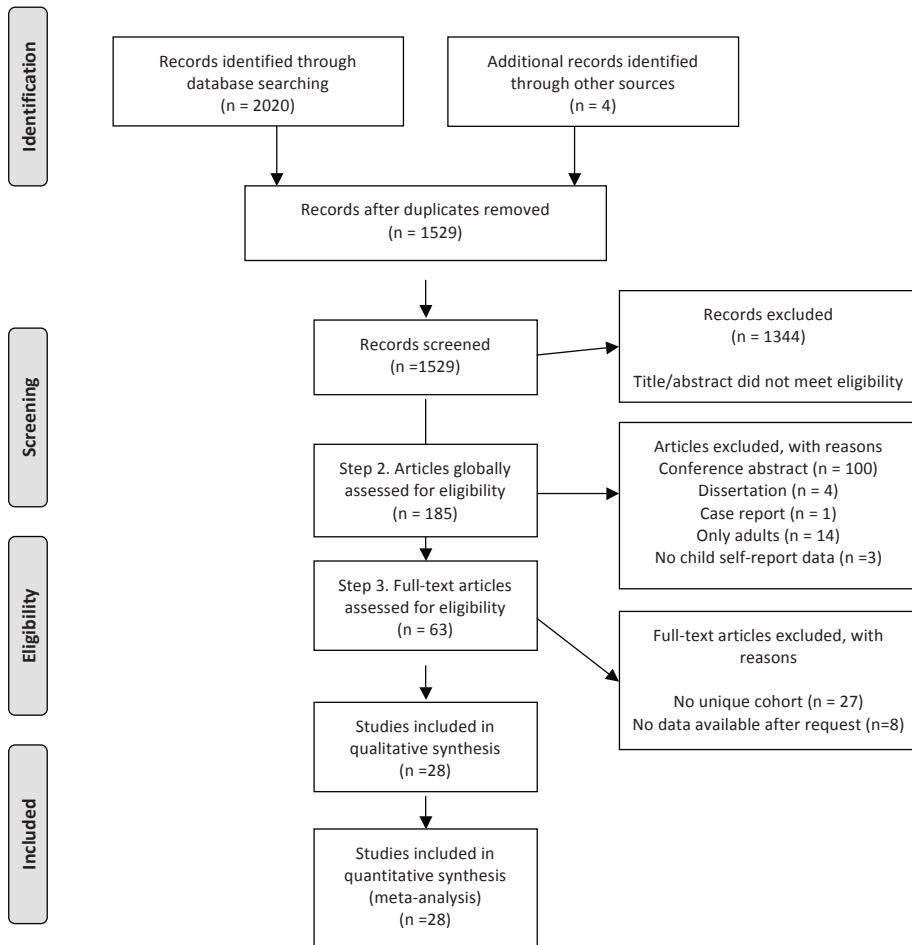 Identification
Records identified through
database searching
(n = 2020)
Additional records identified
through other sources
(n = 4)
Records after duplicates removed
(n = 1529)
Screening
Records screened
(n =1529)
Records excluded
(n = 1344)
Title/abstract did not meet eligibility
Step 2. Articles globally
assessed for eligibility
(n = 185)
Articles excluded, with reasons
Conference abstract (n = 100)
Dissertation (n = 4)
Case report (n = 1)
Only adults (n = 14)
No child self-report data (n =3)
Eligibility
Step 3. Full-text articles
assessed for eligibility
(n = 63)
Full-text articles excluded, with
reasons
No unique cohort (n = 27)
No data available after request (n=8)
Studies included in
qualitative synthesis
(n =28)
Included
Studies included in
quantitative synthesis
(meta-analysis)
(n =28)